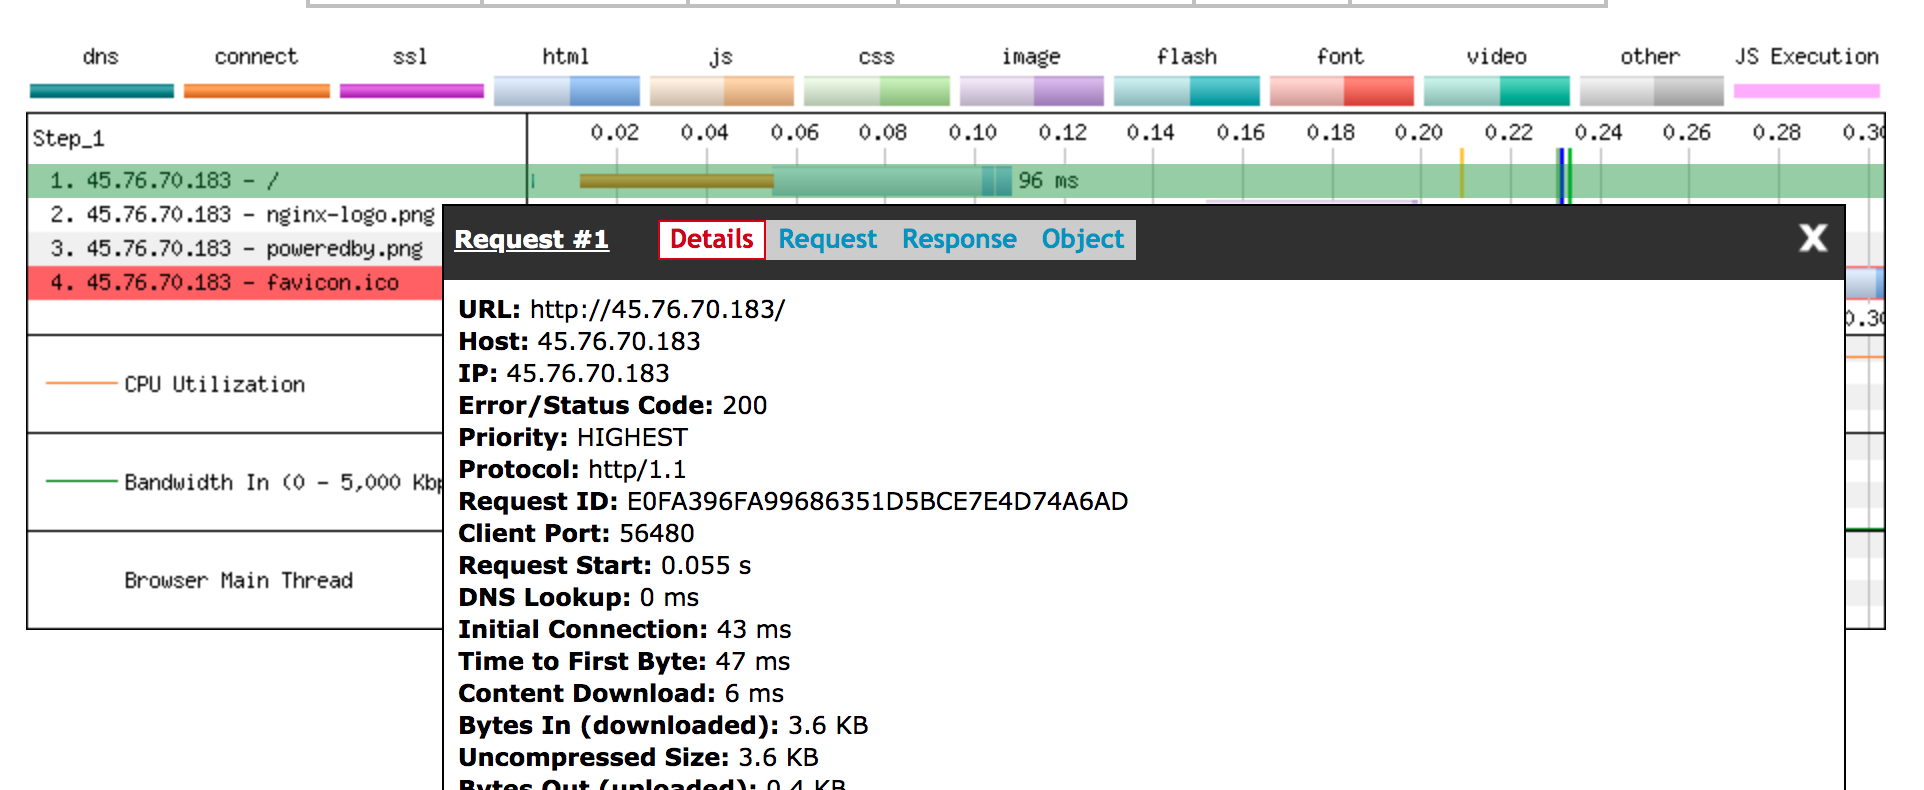 dns connect ssl html js css image flash font video other JS Execution
Step_1 0.02 0.04 0.06 0.08 0.10 0.12 0.14 0.16 0.18 0.20 0.22 0.24 0.26 0.28 0.30
1. 45.76.70.183 - / 96 ms
2. 45.76.70.183 - nginx-logo.png
3. 45.76.70.183 - poweredby.png
4. 45.76.70.183 - favicon.ico
0.30
CPU Utilization
Bandwidth In (0 - 5,000 Kbp
Browser Main Thread
Request #1 Details Request Response Object X
URL: http://45.76.70.183/
Host: 45.76.70.183
IP: 45.76.70.183
Error/Status Code: 200
Priority: HIGHEST
Protocol: http/1.1
Request ID: E0FA396FA99686351D5BCE7E4D74A6AD
Client Port: 56480
Request Start: 0.055 s
DNS Lookup: 0 ms
Initial Connection: 43 ms
Time to First Byte: 47 ms
Content Download: 6 ms
Bytes In (downloaded): 3.6 KB
Uncompressed Size: 3.6 KB
Bytes Out (uploaded): 0.4 KB